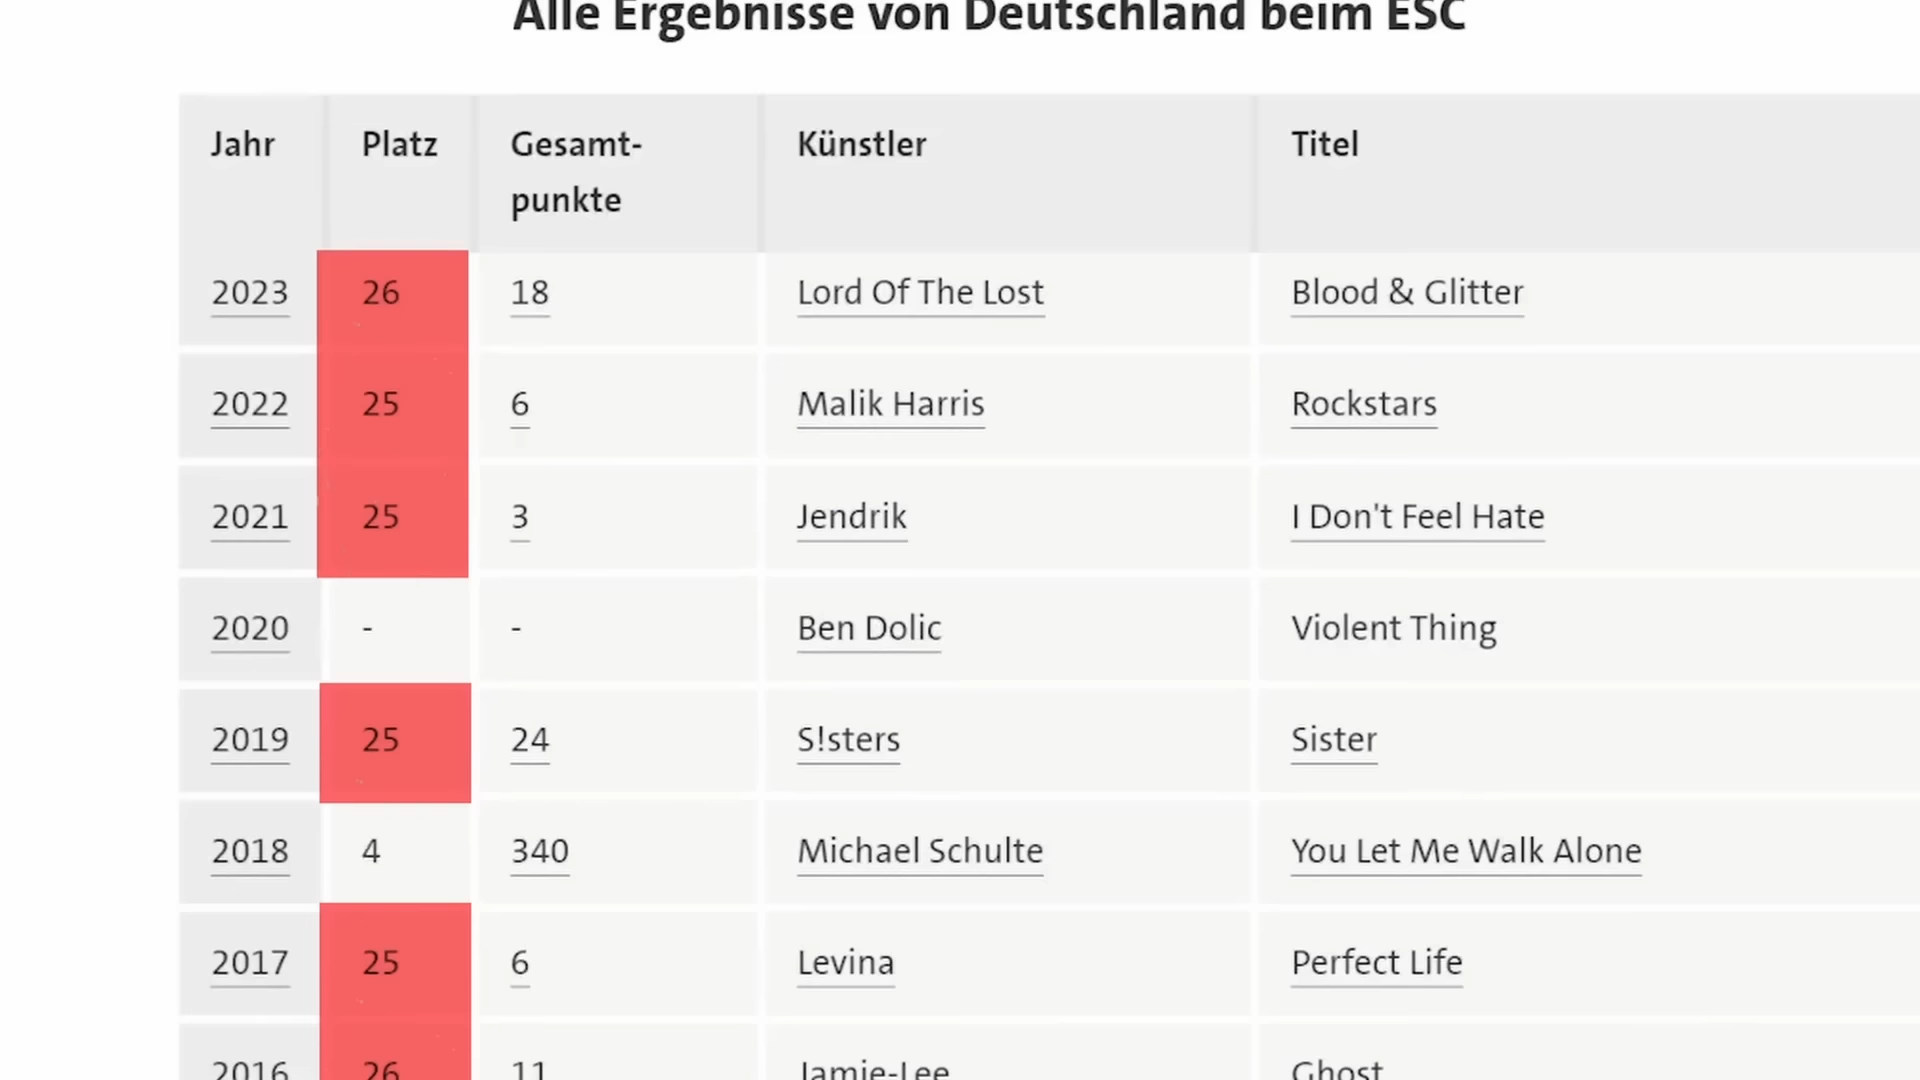 Alle Ergebnisse von Deutschland beim ESC
Jahr Platz Gesamt- Künstler Titel
punkte
2023 26 18 Lord Of The Lost Blood & Glitter
2022 25 6 Malik Harris Rockstars
2021 25 3 Jendrik I Don't Feel Hate
2020 - - Ben Dolic Violent Thing
2019 25 24 S!sters Sister
2018 4 340 Michael Schulte You Let Me Walk Alone
2017 25 6 Levina Perfect Life
2016 26 11 Jamie-Lee Ghost